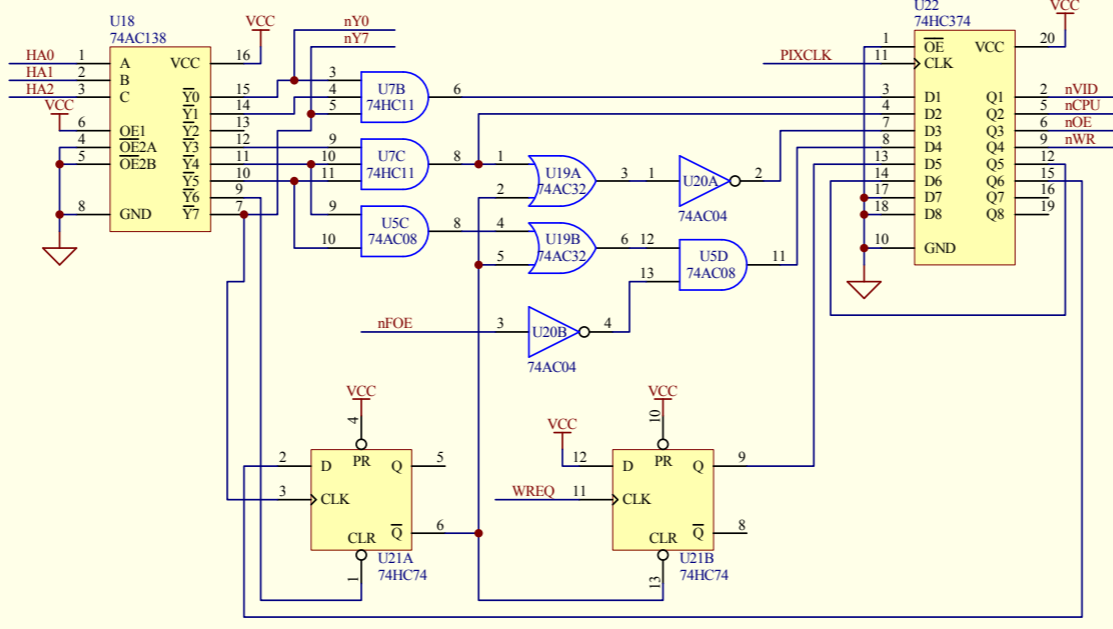 U18
74AC138
nY0
nY7
VCC
U22
74HC374
VCC
HA0 1 A VCC 16
HA1 2 B
HA2 3 C
VCC
6 OE1
4 OE2A
5 OE2B
8 GND
Y0 15
Y1 14
Y2 13
Y3 12
Y4 11
Y5 10
Y6 9
Y7 7
3 4 5 U7B 74HC11 6
9 10 11 U7C 74HC11 8
9 10 U5C 74AC08 8
1 2 U19A 74AC32 3
1 U20A 2
74AC04
4 5 U19B 74AC32 6
12 13 U5D 74AC08 11
nFOE 3 U20B 4
74AC04
1 OE VCC 20
PIXCLK 11 CLK
3 D1 Q1 2 nVID
4 D2 Q2 5 nCPU
7 D3 Q3 6 nOE
8 D4 Q4 9 nWR
13 D5 Q5 12
14 D6 Q6 15
17 D7 Q7 16
18 D8 Q8 19
10 GND
VCC
4
PR
2 D Q 5
3 CLK
Q 6
CLR
1
U21A
74HC74
VCC
10
VCC
PR
12 D Q 9
WREQ 11 CLK
Q 8
CLR
13
U21B
74HC74